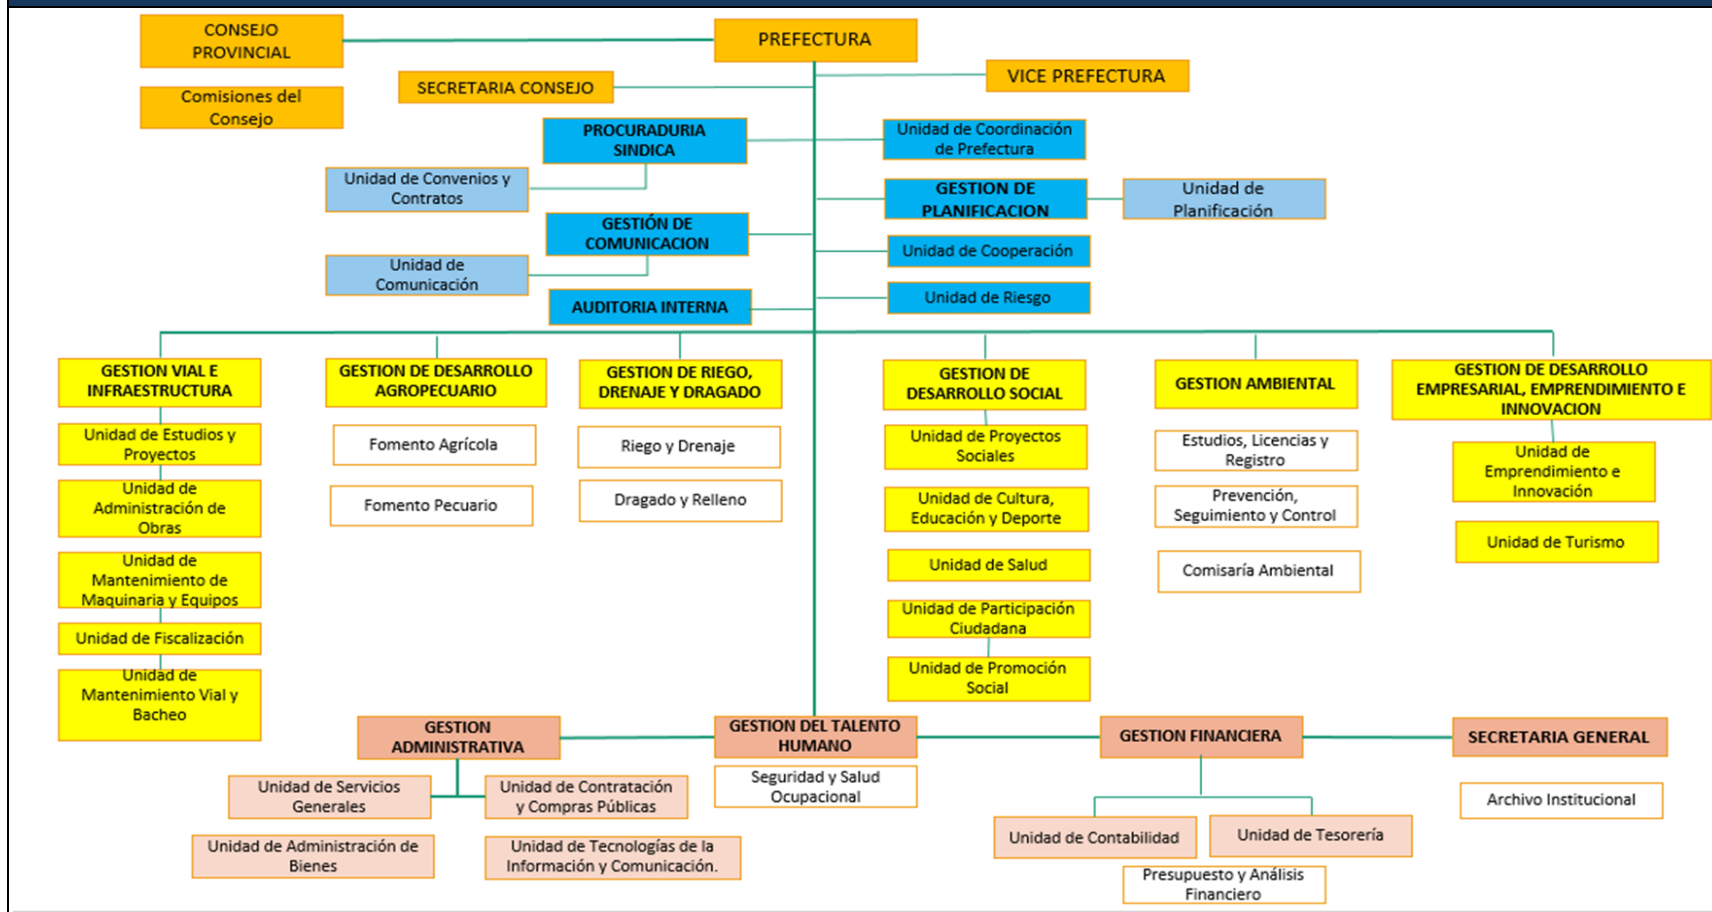 CONSEJO
PROVINCIAL
PREFECTURA
VICE PREFECTURA
SECRETARIA CONSEJO
Comisiones del
Consejo
PROCURADURIA
SINDICA
Unidad de Coordinación
de Prefectura
Unidad de Convenios y
Contratos
GESTION DE
PLANIFICACION
Unidad de
Planificación
GESTIÓN DE
COMUNICACION
Unidad de Cooperación
Unidad de
Comunicación
AUDITORIA INTERNA
Unidad de Riesgo
GESTION VIAL E
INFRAESTRUCTURA
GESTION DE DESARROLLO
AGROPECUARIO
GESTION DE RIEGO,
DRENAJE Y DRAGADO
GESTION DE
DESARROLLO SOCIAL
GESTION AMBIENTAL
GESTION DE DESARROLLO
EMPRESARIAL, EMPRENDIMIENTO E
INNOVACION
Unidad de Estudios y
Proyectos
Unidad de
Administración de
Obras
Unidad de
Mantenimiento de
Maquinaria y Equipos
Unidad de Fiscalización
Unidad de
Mantenimiento Vial y
Bacheo
Fomento Agrícola
Fomento Pecuario
Riego y Drenaje
Dragado y Relleno
Unidad de Proyectos
Sociales
Unidad de Cultura,
Educación y Deporte
Unidad de Salud
Unidad de Participación
Ciudadana
Unidad de Promoción
Social
Estudios, Licencias y
Registro
Prevención,
Seguimiento y Control
Comisaría Ambiental
Unidad de
Emprendimiento e
Innovación
Unidad de Turismo
GESTION
ADMINISTRATIVA
GESTION DEL TALENTO
HUMANO
GESTION FINANCIERA
SECRETARIA GENERAL
Unidad de Servicios
Generales
Unidad de Contratación
y Compras Públicas
Unidad de Administración de
Bienes
Unidad de Tecnologías de la
Información y Comunicación.
Seguridad y Salud
Ocupacional
Unidad de Contabilidad
Unidad de Tesorería
Presupuesto y Análisis
Financiero
Archivo Institucional